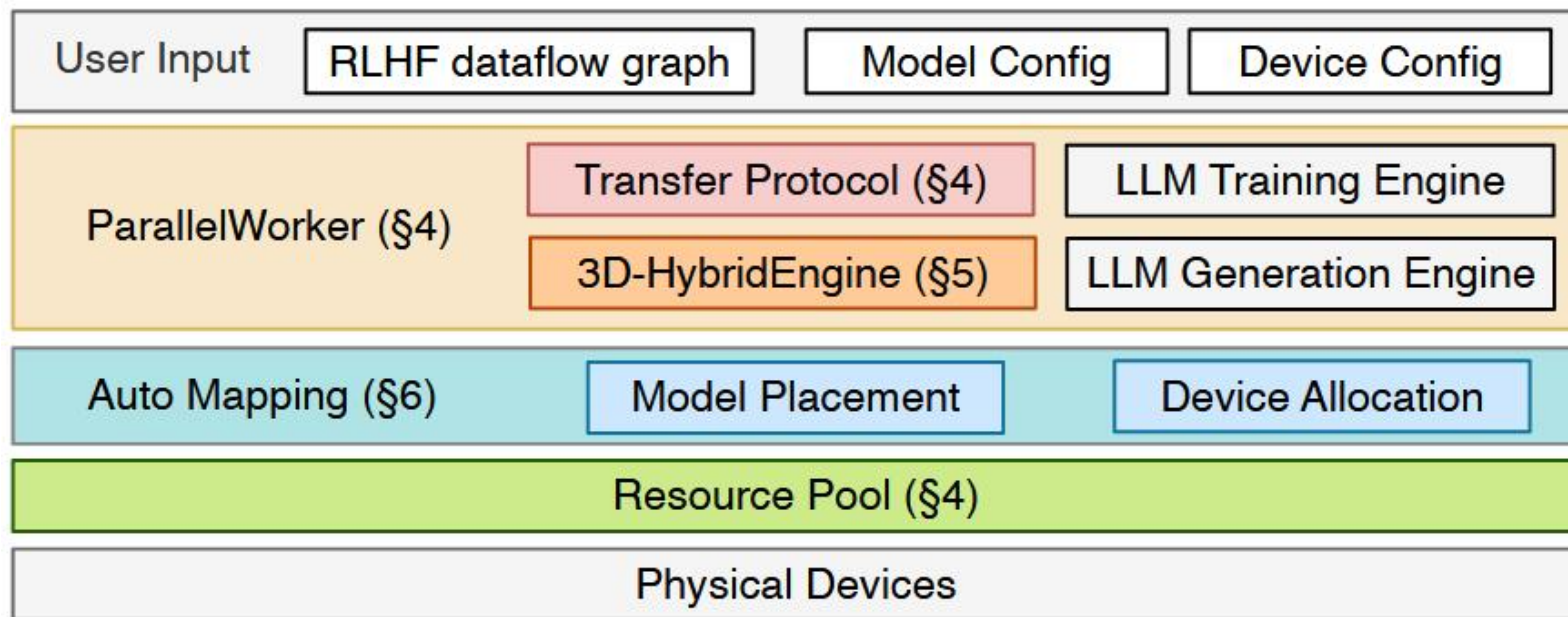 User Input RLHF dataflow graph Model Config Device Config
ParallelWorker (§4)
Transfer Protocol (§4) LLM Training Engine
3D-HybridEngine (§5) LLM Generation Engine
Auto Mapping (§6) Model Placement Device Allocation
Resource Pool (§4)
Physical Devices